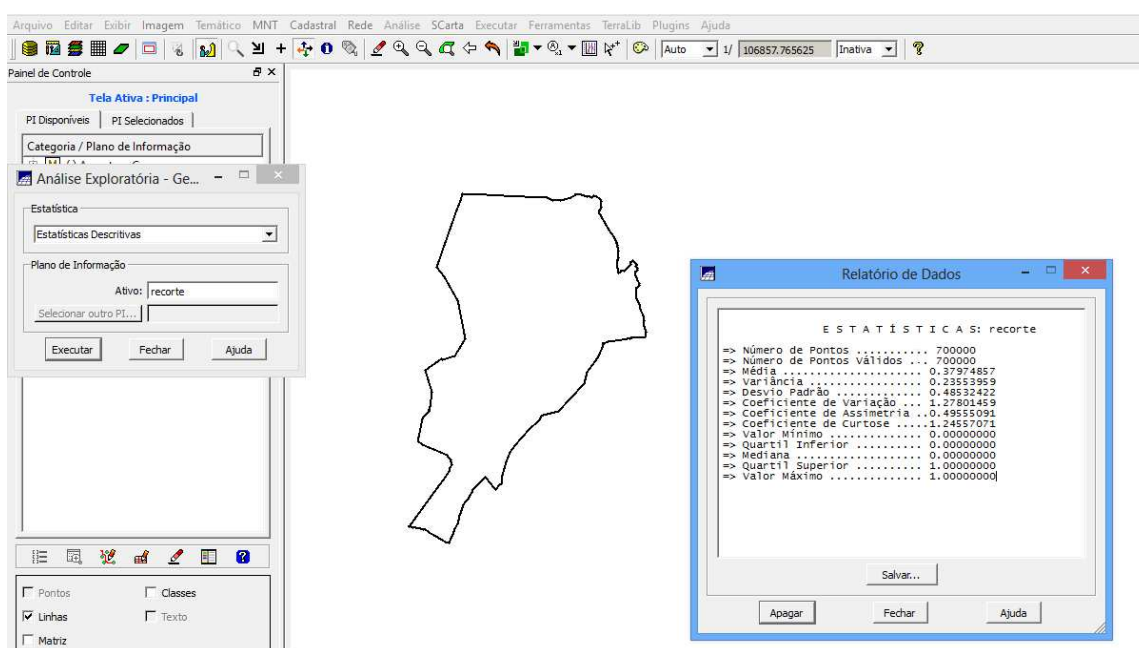 Arquivo Editar Exibir Imagem Temático MNT Cadastral Rede Análise SCarta Executar Ferramentas TerraLib Plugins Ajuda
Auto 1/ 106857.765625 Inativa
Painel de Controle
Tela Ativa : Principal
PI Disponíveis PI Selecionados
Categoria / Plano de Informação
Análise Exploratória - Ge...
Estatística
Estatísticas Descritivas
Plano de Informação
Ativo: recorte
Selecionar outro PI...
Executar Fechar Ajuda
Pontos Classes
Linhas Texto
Matriz
Relatório de Dados
E S T A T Í S T I C A S: recorte
=> Número de Pontos ........... 700000
=> Número de Pontos Válidos ... 700000
=> Média ...................... 0.37974857
=> Variância .................. 0.23553959
=> Desvio Padrão .............. 0.48532422
=> Coeficiente de Variação ... 1.27801459
=> Coeficiente de Assimetria ..0.49555091
=> Coeficiente de Curtose .....1.24557071
=> Valor Mínimo ............... 0.00000000
=> Quartil Inferior .......... 0.00000000
=> Mediana .................... 0.00000000
=> Quartil Superior .......... 1.00000000
=> Valor Máximo .............. 1.00000000
Salvar...
Apagar Fechar Ajuda